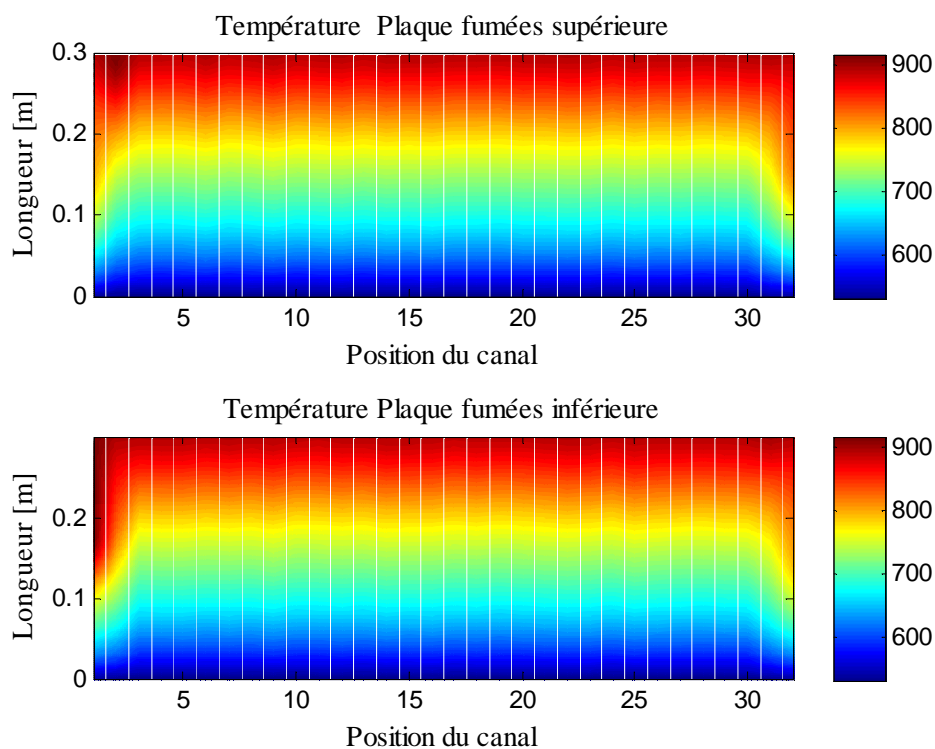 Température  Plaque fumées supérieure
0.3
0.2
0.1
0
Longueur [m]
5 10 15 20 25 30
Position du canal
900
800
700
600
Température Plaque fumées inférieure
0.2
0.1
0
Longueur [m]
5 10 15 20 25 30
Position du canal
900
800
700
600